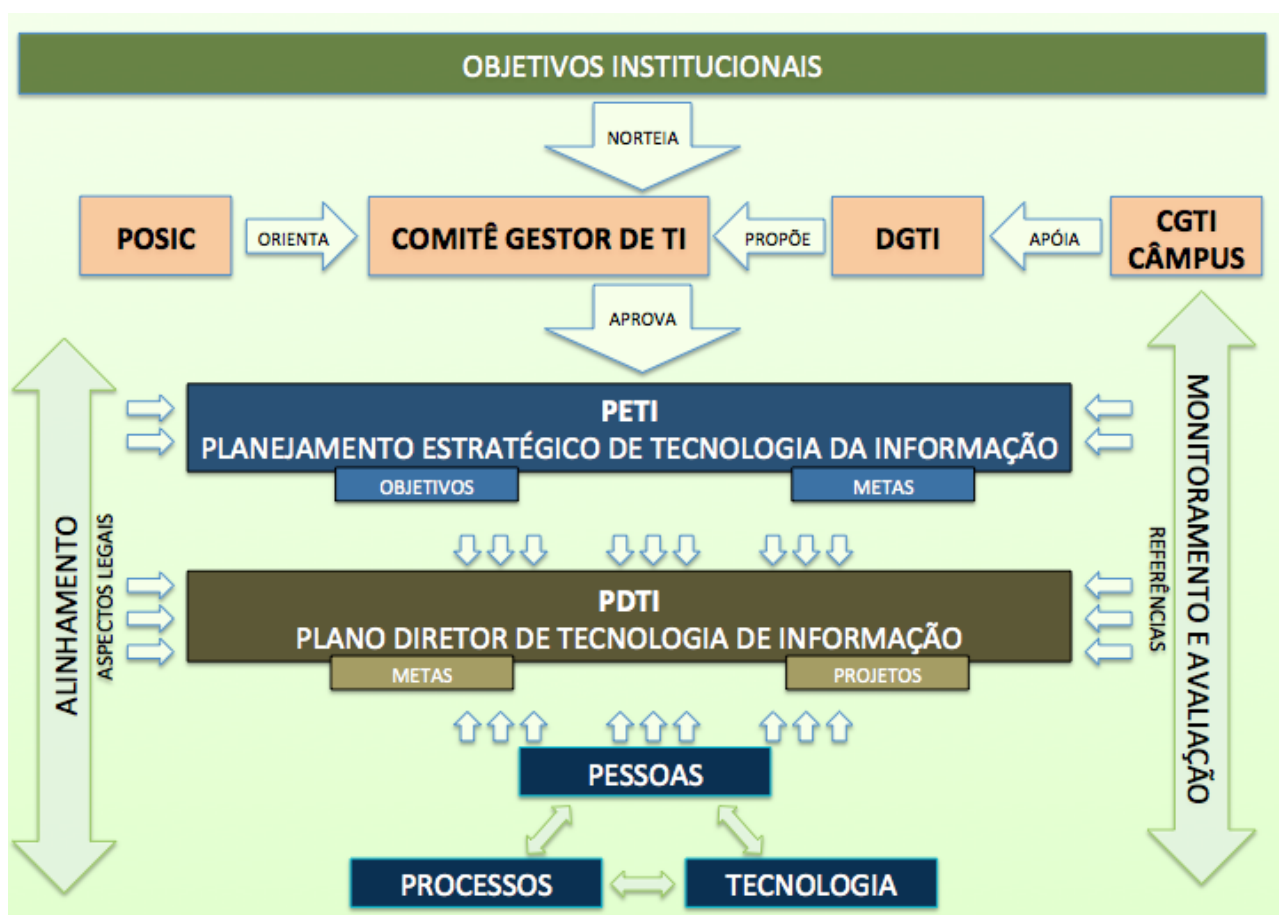 OBJETIVOS INSTITUCIONAIS
NORTEIA
POSIC
ORIENTA
COMITÊ GESTOR DE TI
PROPÕE
DGTI
APÓIA
CGTI
CÂMPUS
APROVA
PETI
PLANEJAMENTO ESTRATÉGICO DE TECNOLOGIA DA INFORMAÇÃO
OBJETIVOS
METAS
ALINHAMENTO
ASPECTOS LEGAIS
REFERÊNCIAS
MONITORAMENTO E AVALIAÇÃO
PDTI
PLANO DIRETOR DE TECNOLOGIA DE INFORMAÇÃO
METAS
PROJETOS
PESSOAS
PROCESSOS
TECNOLOGIA